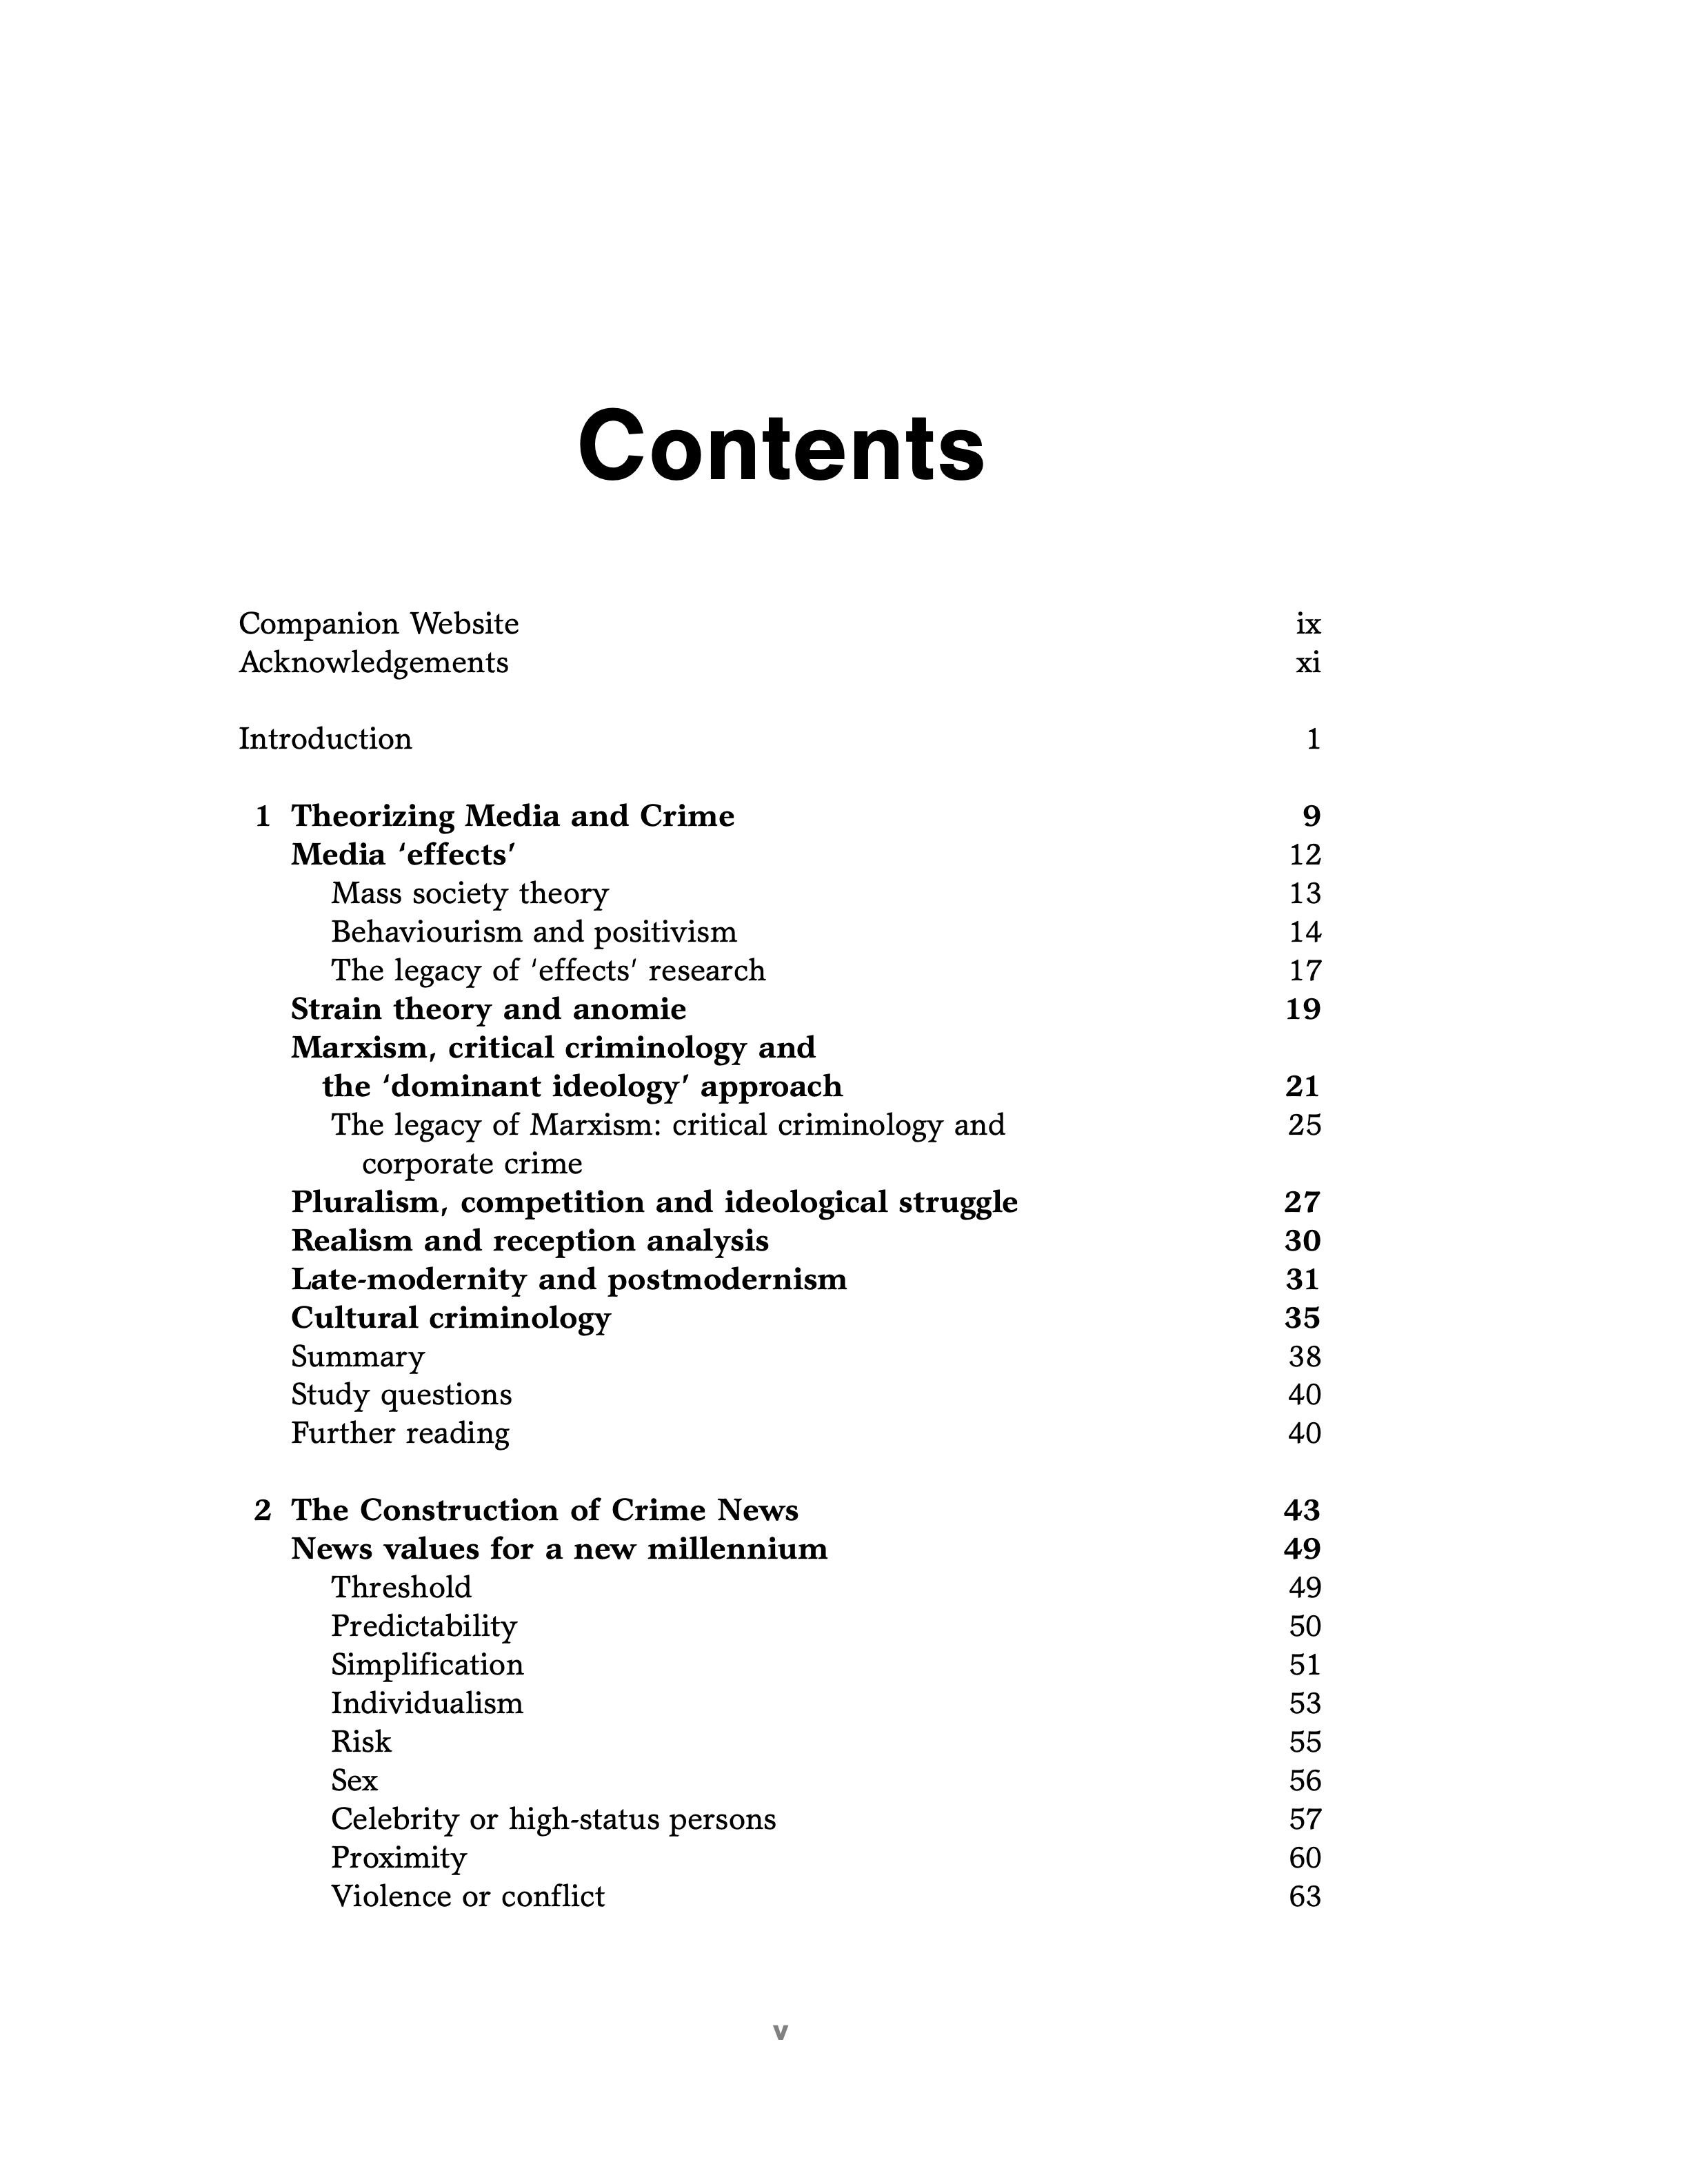 Contents
Companion Website ix
Acknowledgements xi
Introduction 1
1 Theorizing Media and Crime 9
Media ‘effects’ 12
Mass society theory 13
Behaviourism and positivism 14
The legacy of ‘effects’ research 17
Strain theory and anomie 19
Marxism, critical criminology and
the ‘dominant ideology’ approach 21
The legacy of Marxism: critical criminology and 25
corporate crime
Pluralism, competition and ideological struggle 27
Realism and reception analysis 30
Late-modernity and postmodernism 31
Cultural criminology 35
Summary 38
Study questions 40
Further reading 40
2 The Construction of Crime News 43
News values for a new millennium 49
Threshold 49
Predictability 50
Simplification 51
Individualism 53
Risk 55
Sex 56
Celebrity or high-status persons 57
Proximity 60
Violence or conflict 63
v